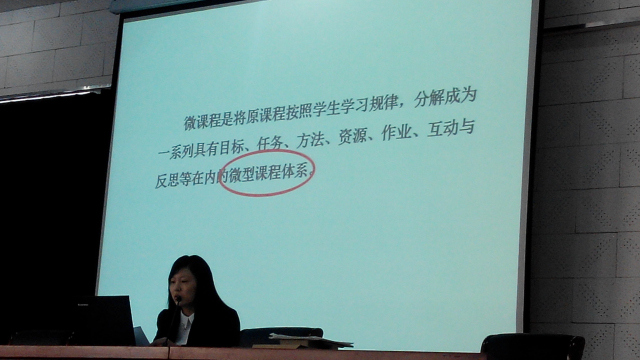 微课程是将原课程按照学生学习规律，分解成为
一系列具有目标、任务、方法、资源、作业、互动与
反思等在内的微型课程体系。